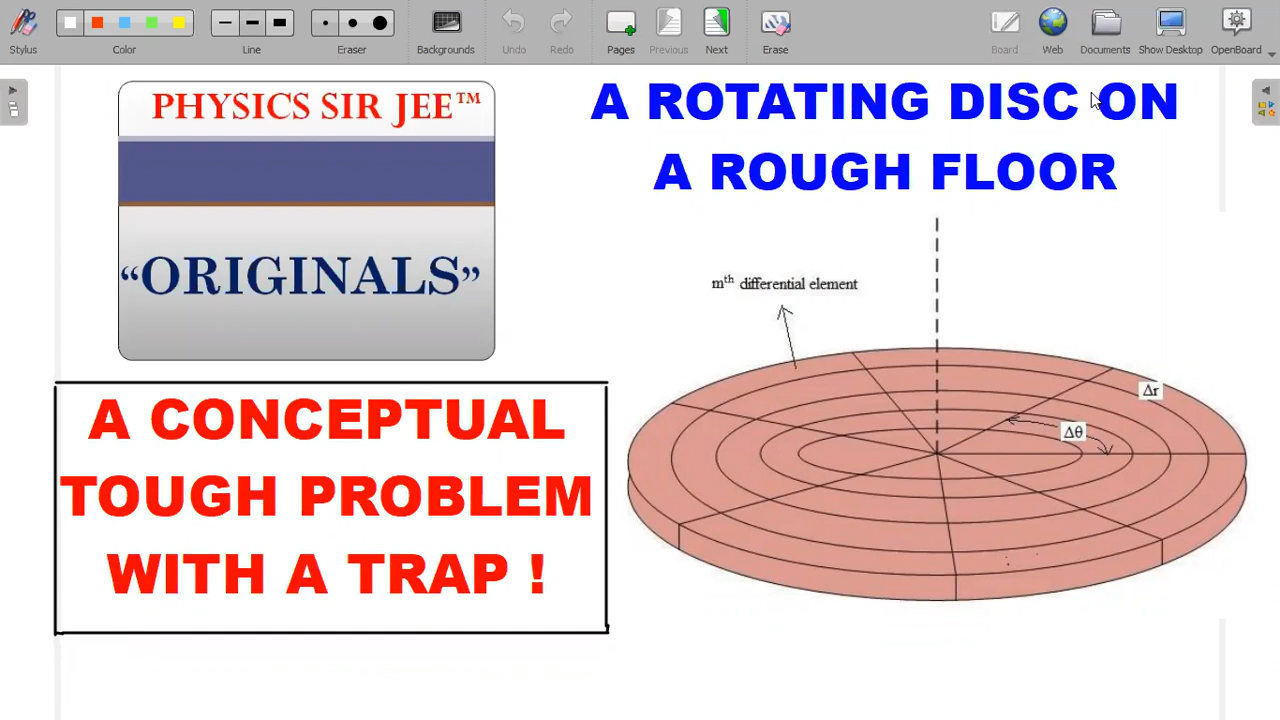 Stylus
Color
Line
Eraser
Backgrounds
Undo
Redo
Pages
Previous
Next
Erase
Board
Web
Documents
Show Desktop
OpenBoard
PHYSICS SIR JEE™
“ORIGINALS”
A ROTATING DISC ON
A ROUGH FLOOR
mᵗʰ differential element
Δr
Δθ
A CONCEPTUAL
TOUGH PROBLEM
WITH A TRAP !